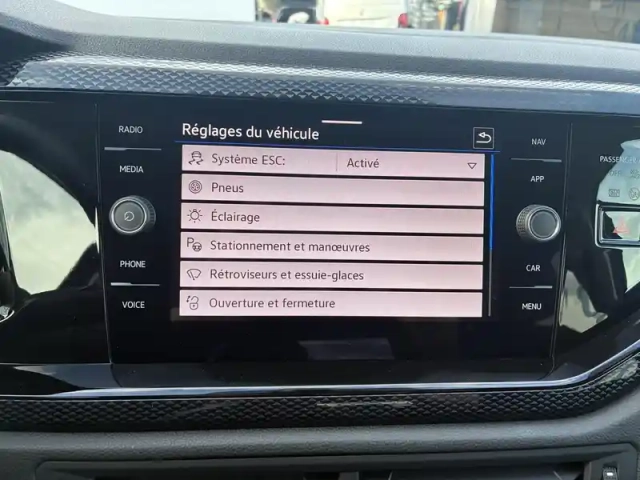 RADIO
MEDIA
PHONE
VOICE
Réglages du véhicule
Système ESC: Activé
Pneus
Éclairage
Stationnement et manœuvres
Rétroviseurs et essuie-glaces
Ouverture et fermeture
NAV
APP
CAR
MENU
PASSENGER